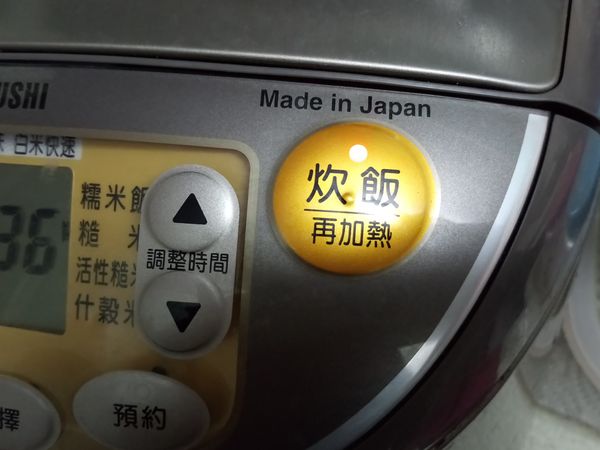 USHI
Made in Japan
白米快速
炊飯
再加熱
糯米飯
糙 米
活性糙米
什穀米
36
調整時間
擇
預約